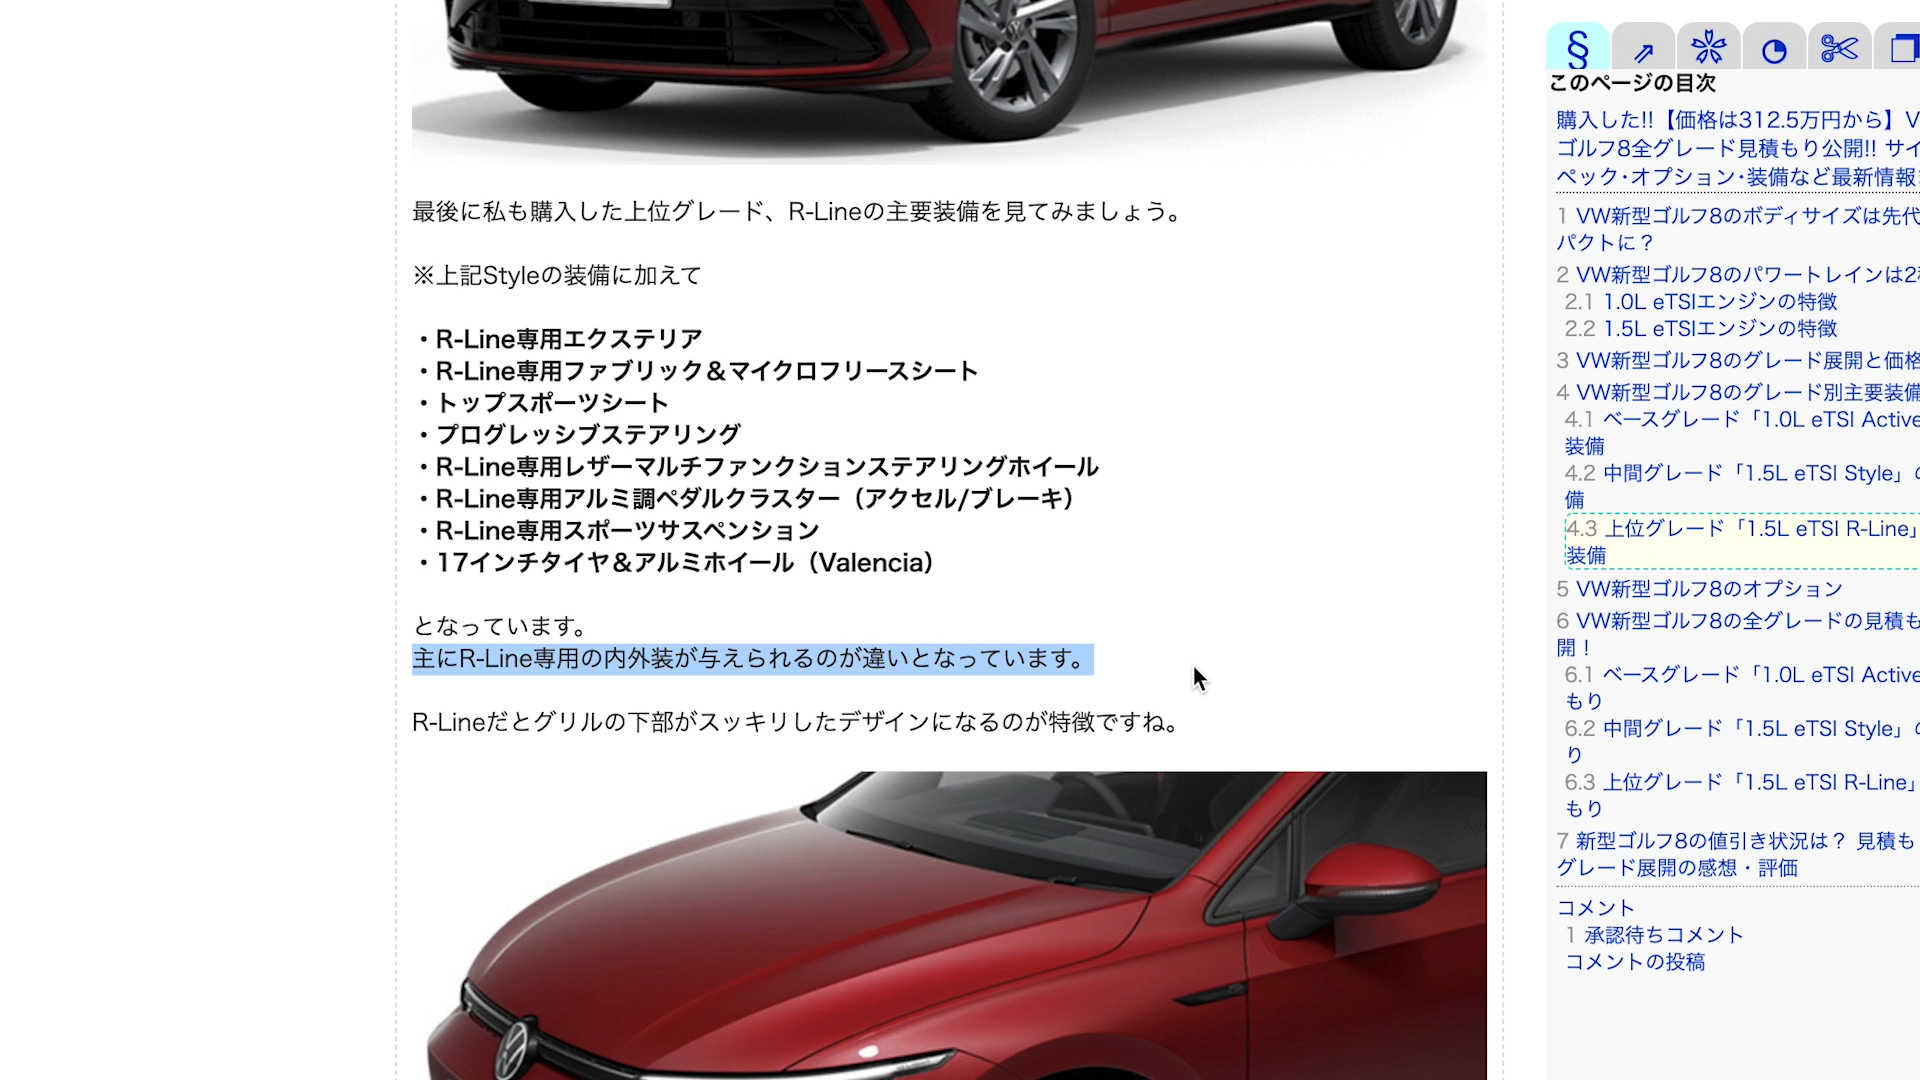 最後に私も購入した上位グレード、R-Lineの主要装備を見てみましょう。
※上記Styleの装備に加えて
・R-Line専用エクステリア
・R-Line専用ファブリック＆マイクロフリースシート
・トップスポーツシート
・プログレッシブステアリング
・R-Line専用レザーマルチファンクションステアリングホイール
・R-Line専用アルミ調ペダルクラスター（アクセル/ブレーキ）
・R-Line専用スポーツサスペンション
・17インチタイヤ＆アルミホイール（Valencia）
となっています。
主にR-Line専用の内外装が与えられるのが違いとなっています。
R-Lineだとグリルの下部がスッキリしたデザインになるのが特徴ですね。
§
このページの目次
購入した!!【価格は312.5万円から】V
ゴルフ8全グレード見積もり公開!! サイ
ペック･オプション･装備など最新情報
1 VW新型ゴルフ8のボディサイズは先代
パクトに？
2 VW新型ゴルフ8のパワートレインは2
2.1 1.0L eTSIエンジンの特徴
2.2 1.5L eTSIエンジンの特徴
3 VW新型ゴルフ8のグレード展開と価格
4 VW新型ゴルフ8のグレード別主要装備
4.1 ベースグレード「1.0L eTSI Active
装備
4.2 中間グレード「1.5L eTSI Style」の
備
4.3 上位グレード「1.5L eTSI R-Line」
装備
5 VW新型ゴルフ8のオプション
6 VW新型ゴルフ8の全グレードの見積も
開！
6.1 ベースグレード「1.0L eTSI Active
もり
6.2 中間グレード「1.5L eTSI Style」の
り
6.3 上位グレード「1.5L eTSI R-Line」
もり
7 新型ゴルフ8の値引き状況は？ 見積も
グレード展開の感想・評価
コメント
1 承認待ちコメント
コメントの投稿